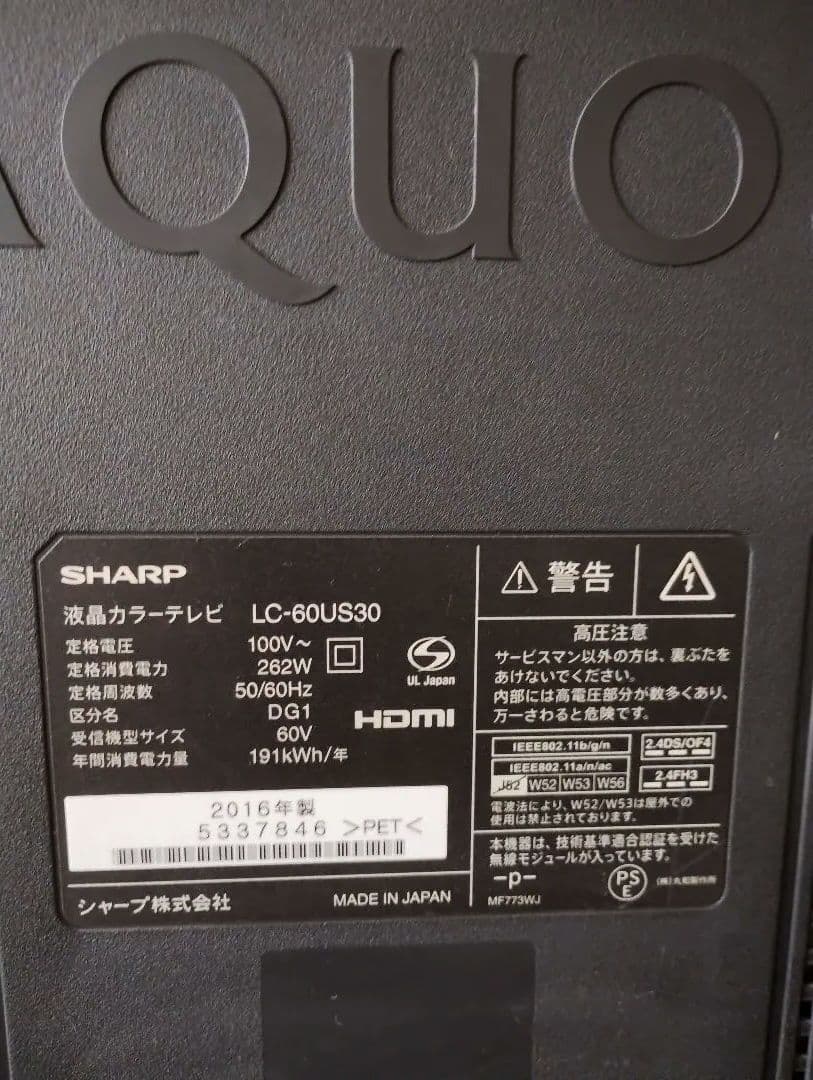 AQUO
SHARP
液晶カラーテレビ LC-60US30
定格電圧 100V~
定格消費電力 262W
定格周波数 50/60Hz
区分名 DG1
受信機型サイズ 60V
年間消費電力量 191kWh/年
UL Japan
HDMI
2016年製
5337846 >PET<
シャープ株式会社 MADE IN JAPAN
警告
高圧注意
サービスマン以外の方は、裏ぶたを
あけないでください。
内部には高電圧部分が数多くあり、
万一さわると危険です。
IEEE802.11b/g/n 2.4DS/OF4
IEEE802.11a/n/ac
J52 W52 W53 W56 2.4FH3
電波法により、W52/W53は屋外での
使用は禁止されております。
本機器は、技術基準適合認証を受けた
無線モジュールが入っています。
-p- PSE
MF773WJ